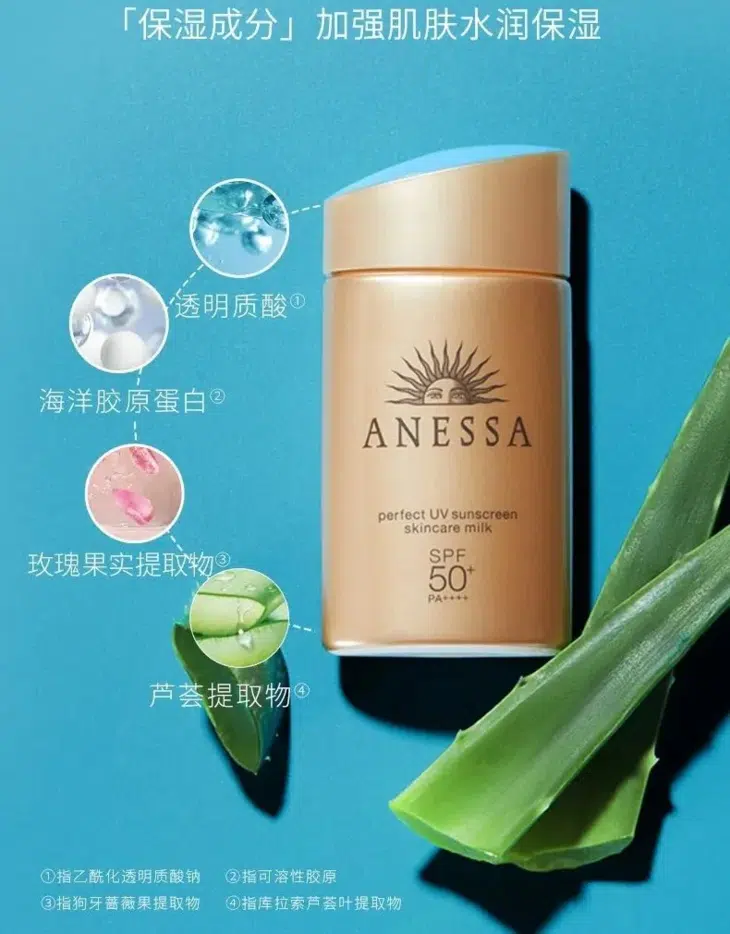 「保湿成分」加强肌肤水润保湿
透明质酸①
海洋胶原蛋白②
玫瑰果实提取物③
芦荟提取物④
ANESSA
perfect UV sunscreen
skincare milk
SPF
50+
PA++++
①指乙酰化透明质酸钠 ②指可溶性胶原
③指狗牙蔷薇果提取物 ④指库拉索芦荟叶提取物